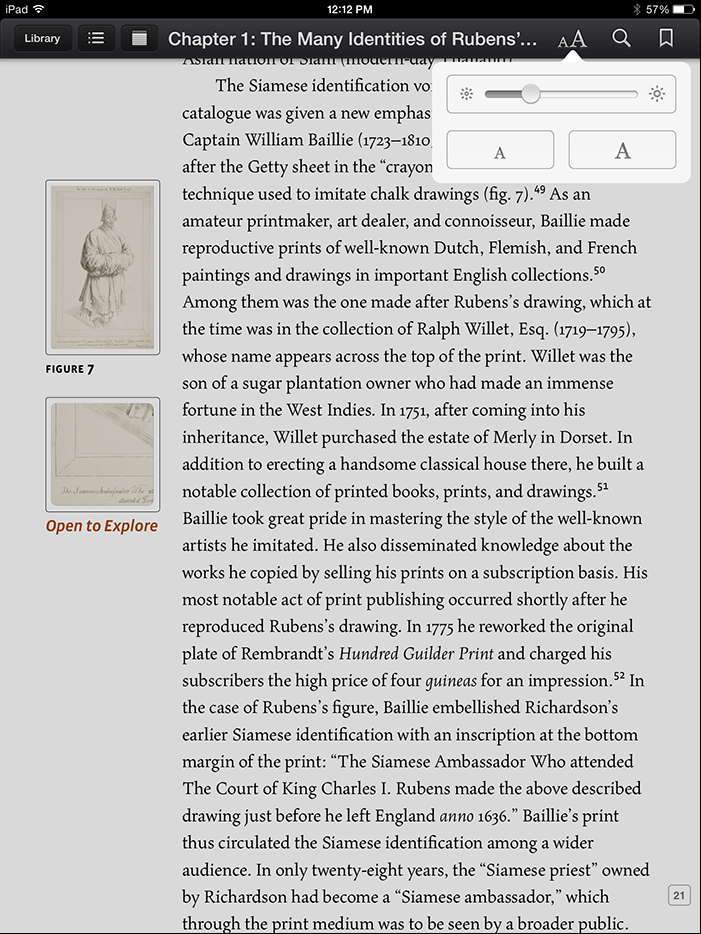 iPad
12:12 PM
57%
Library
Chapter 1: The Many Identities of Rubens’...
AA
A
A
Asian nation of Siam (modern-day Thailand)
The Siamese identification
catalogue was given a new
Captain William Baillie (1723–1810
after the Getty sheet in the “crayon
technique used to imitate chalk drawings (fig. 7).⁴⁹ As an
amateur printmaker, art dealer, and connoisseur, Baillie made
reproductive prints of well-known Dutch, Flemish, and French
paintings and drawings in important English collections.⁵⁰
Among them was the one made after Rubens’s drawing, which at
the time was in the collection of Ralph Willet, Esq. (1719–1795),
whose name appears across the top of the print. Willet was the
son of a sugar plantation owner who had made an immense
fortune in the West Indies. In 1751, after coming into his
inheritance, Willet purchased the estate of Merly in Dorset. In
addition to erecting a handsome classical house there, he built a
notable collection of printed books, prints, and drawings.⁵¹
Baillie took great pride in mastering the style of the well-known
artists he imitated. He also disseminated knowledge about the
works he copied by selling his prints on a subscription basis. His
most notable act of print publishing occurred shortly after he
reproduced Rubens’s drawing. In 1775 he reworked the original
plate of Rembrandt’s Hundred Guilder Print and charged his
subscribers the high price of four guineas for an impression.⁵² In
the case of Rubens’s figure, Baillie embellished Richardson’s
earlier Siamese identification with an inscription at the bottom
margin of the print: “The Siamese Ambassador Who attended
The Court of King Charles I. Rubens made the above described
drawing just before he left England anno 1636.” Baillie’s print
thus circulated the Siamese identification among a wider
audience. In only twenty-eight years, the “Siamese priest” owned
by Richardson had become a “Siamese ambassador,” which
through the print medium was to be seen by a broader public.
FIGURE 7
The Siamese Ambassador Who at
Open to Explore
21